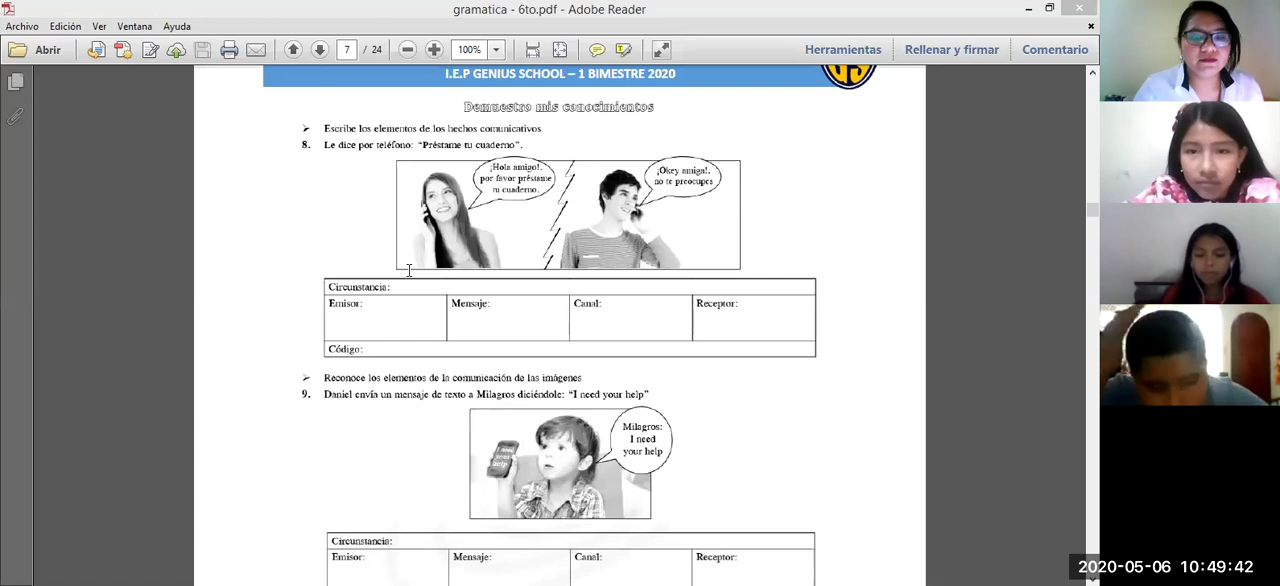 gramatica - 6to.pdf - Adobe Reader
Archivo Edición Ver Ventana Ayuda
Abrir 7 / 24 100% Herramientas Rellenar y firmar Comentario
I.E.P GENIUS SCHOOL – 1 BIMESTRE 2020
Demuestro mis conocimientos
➢ Escribe los elementos de los hechos comunicativos
8. Le dice por teléfono: “Préstame tu cuaderno”.
¡Hola amigo!,
por favor préstame
tu cuaderno.
¡Okey amiga!,
no te preocupes
Circunstancia:
Emisor: Mensaje: Canal: Receptor:
Código:
➢ Reconoce los elementos de la comunicación de las imágenes
9. Daniel envía un mensaje de texto a Milagros diciéndole: “I need your help”
Milagros:
I need
your help
I need
your
help
Circunstancia:
Emisor: Mensaje: Canal: Receptor:
2020-05-06 10:49:42